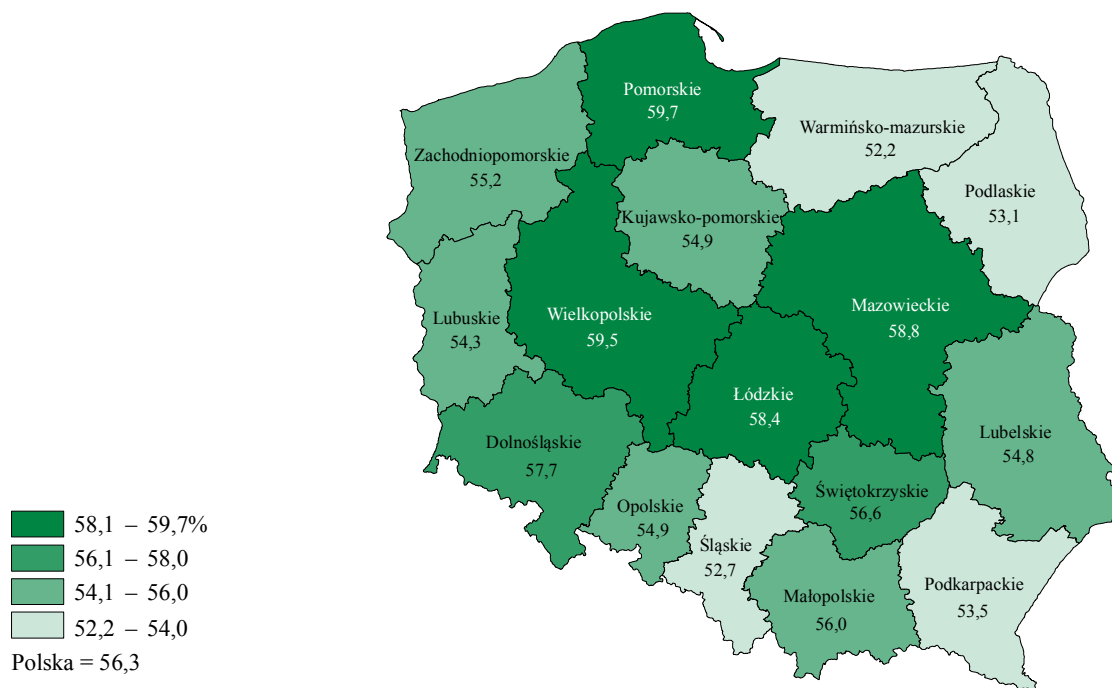 Pomorskie
59,7
Warmińsko-mazurskie
52,2
Zachodniopomorskie
55,2
Podlaskie
53,1
Kujawsko-pomorskie
54,9
Mazowieckie
58,8
Wielkopolskie
59,5
Lubuskie
54,3
Łódzkie
58,4
Lubelskie
54,8
Dolnośląskie
57,7
Świętokrzyskie
56,6
Opolskie
54,9
Śląskie
52,7
Podkarpackie
53,5
Małopolskie
56,0
58,1 – 59,7%
56,1 – 58,0
54,1 – 56,0
52,2 – 54,0
Polska = 56,3